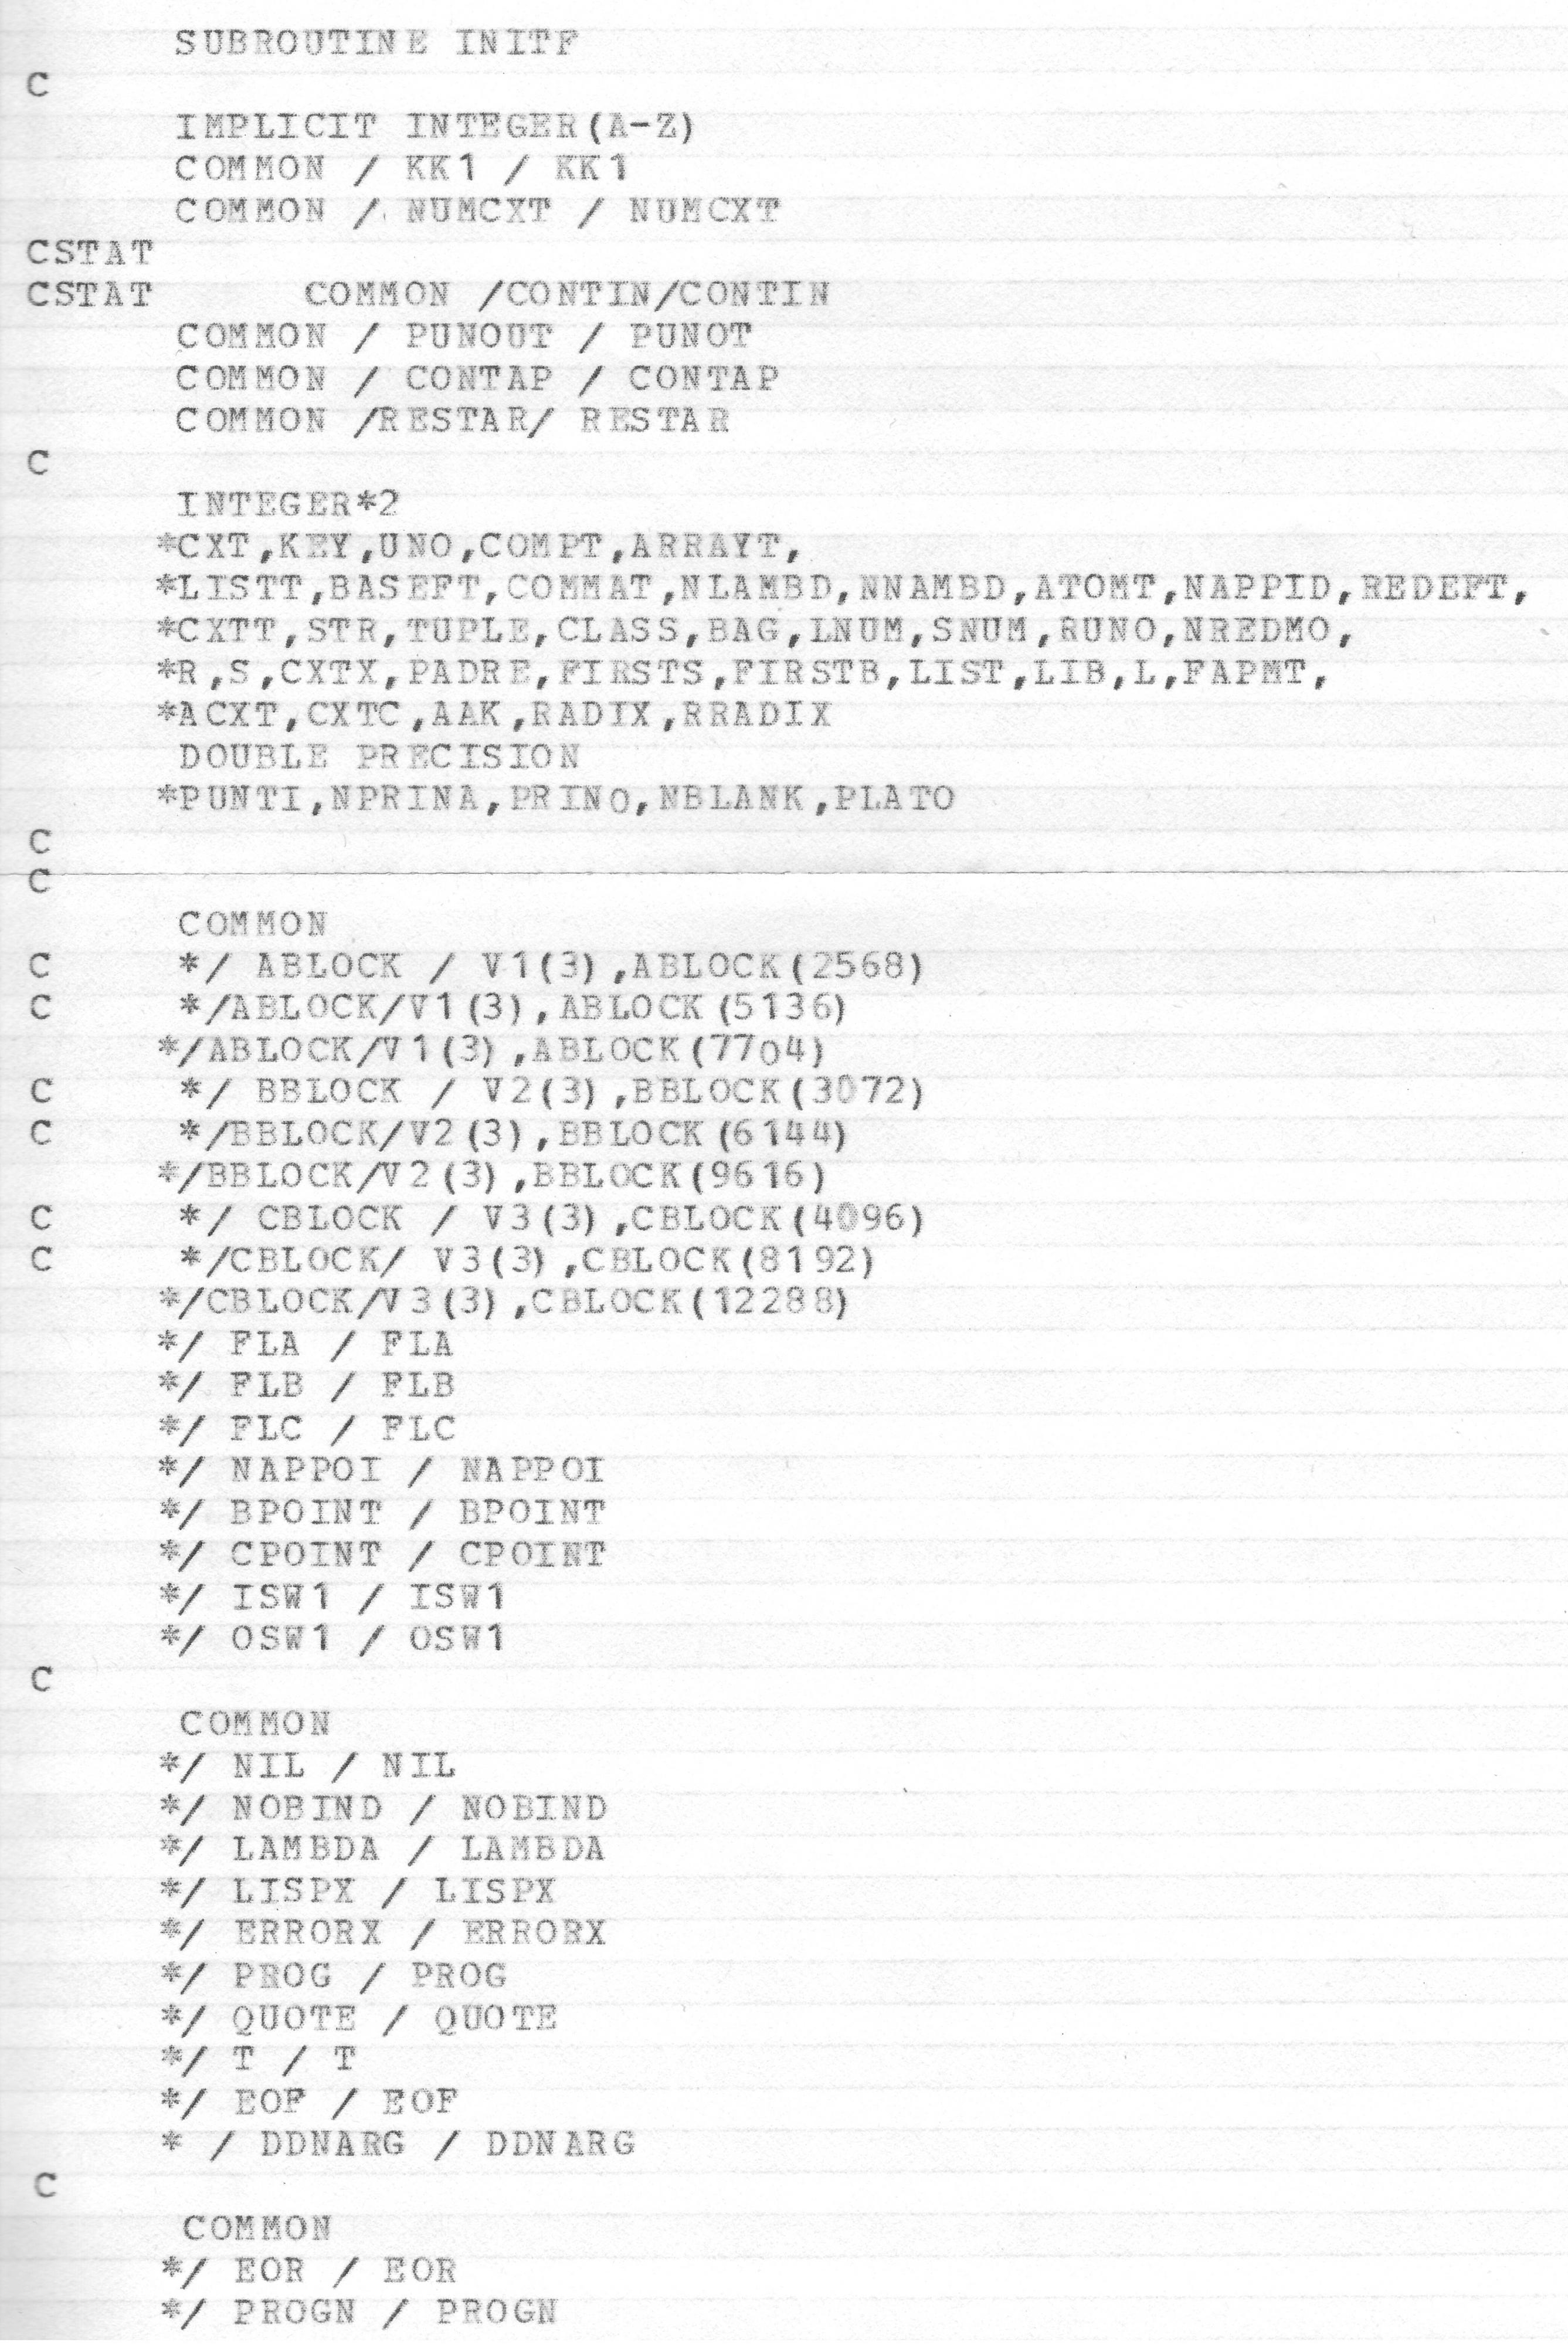 SUBROUTINE INITF
C
      IMPLICIT INTEGER(A-Z)
      COMMON / KK1 / KK1
      COMMON / NUMCXT / NUMCXT
CSTAT
CSTAT      COMMON /CONTIN/CONTIN
      COMMON / PUNOUT / PUNOT
      COMMON / CONTAP / CONTAP
      COMMON /RESTAR/ RESTAR
C
      INTEGER*2
     *CXT,KEY,UNO,COMPT,ARRAYT,
     *LISTT,BASEFT,COMMAT,NLAMBD,NNAMBD,ATOMT,NAPPID,REDEFT,
     *CXTT,STR,TUPLE,CLASS,BAG,LNUM,SNUM,RUNO,NREDMO,
     *R,S,CXTX,PADRE,FIRSTS,FIRSTB,LIST,LIB,L,FAPMT,
     *ACXT,CXTC,AAK,RADIX,RRADIX
      DOUBLE PRECISION
     *PUNTI,NPRINA,PRINO,NBLANK,PLATO
C
C
      COMMON
C     */ ABLOCK / V1(3),ABLOCK(2568)
C     */ABLOCK/V1(3),ABLOCK(5136)
     */ABLOCK/V1(3),ABLOCK(7704)
C     */ BBLOCK / V2(3),BBLOCK(3072)
C     */BBLOCK/V2(3),BBLOCK(6144)
     */BBLOCK/V2(3),BBLOCK(9616)
C     */ CBLOCK / V3(3),CBLOCK(4096)
C     */CBLOCK/ V3(3),CBLOCK(8192)
     */CBLOCK/V3(3),CBLOCK(12288)
     */ FLA / FLA
     */ FLB / FLB
     */ FLC / FLC
     */ NAPPOI / NAPPOI
     */ BPOINT / BPOINT
     */ CPOINT / CPOINT
     */ ISW1 / ISW1
     */ OSW1 / OSW1
C
      COMMON
     */ NIL / NIL
     */ NOBIND / NOBIND
     */ LAMBDA / LAMBDA
     */ LISPX / LISPX
     */ ERRORX / ERRORX
     */ PROG / PROG
     */ QUOTE / QUOTE
     */ T / T
     */ EOF / EOF
     * / DDNARG / DDNARG
C
      COMMON
     */ EOR / EOR
     */ PROGN / PROGN